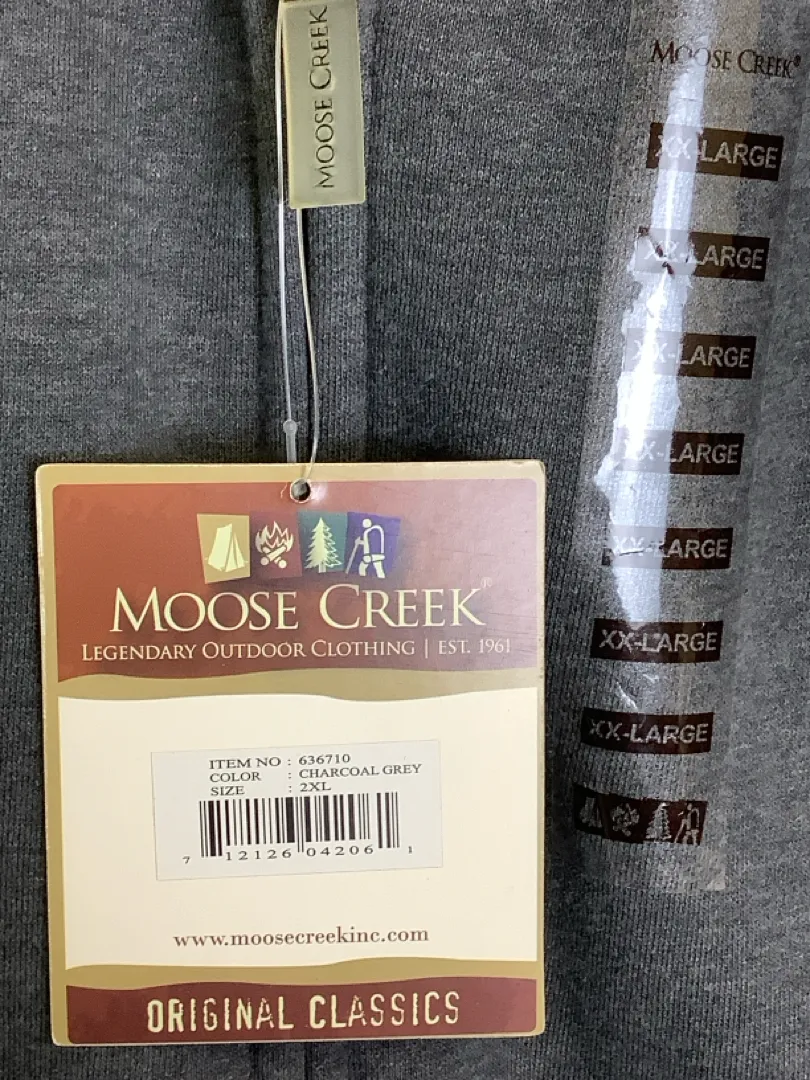 MOOSE CREEK
MOOSE CREEK®
XX-LARGE
XX-LARGE
XX-LARGE
XX-LARGE
XX-LARGE
XX-LARGE
XX-LARGE
MOOSE CREEK®
LEGENDARY OUTDOOR CLOTHING | EST. 1961
ITEM NO : 636710
COLOR : CHARCOAL GREY
SIZE : 2XL
7 12126 04206 1
www.moosecreekinc.com
ORIGINAL CLASSICS